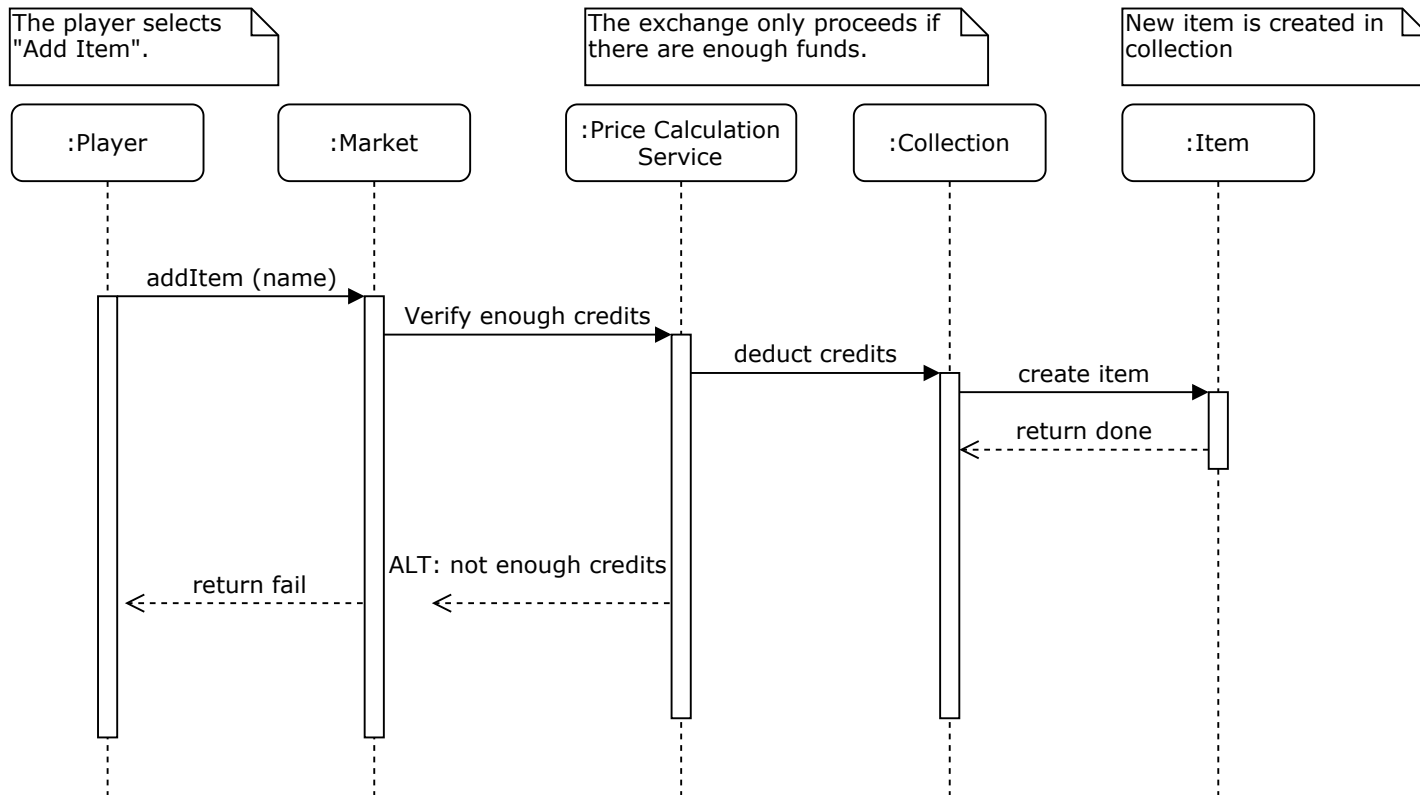 The player selects
"Add Item".
The exchange only proceeds if
there are enough funds.
New item is created in
collection
:Player
:Market
:Price Calculation
Service
:Collection
:Item
addItem (name)
Verify enough credits
deduct credits
create item
return done
ALT: not enough credits
return fail